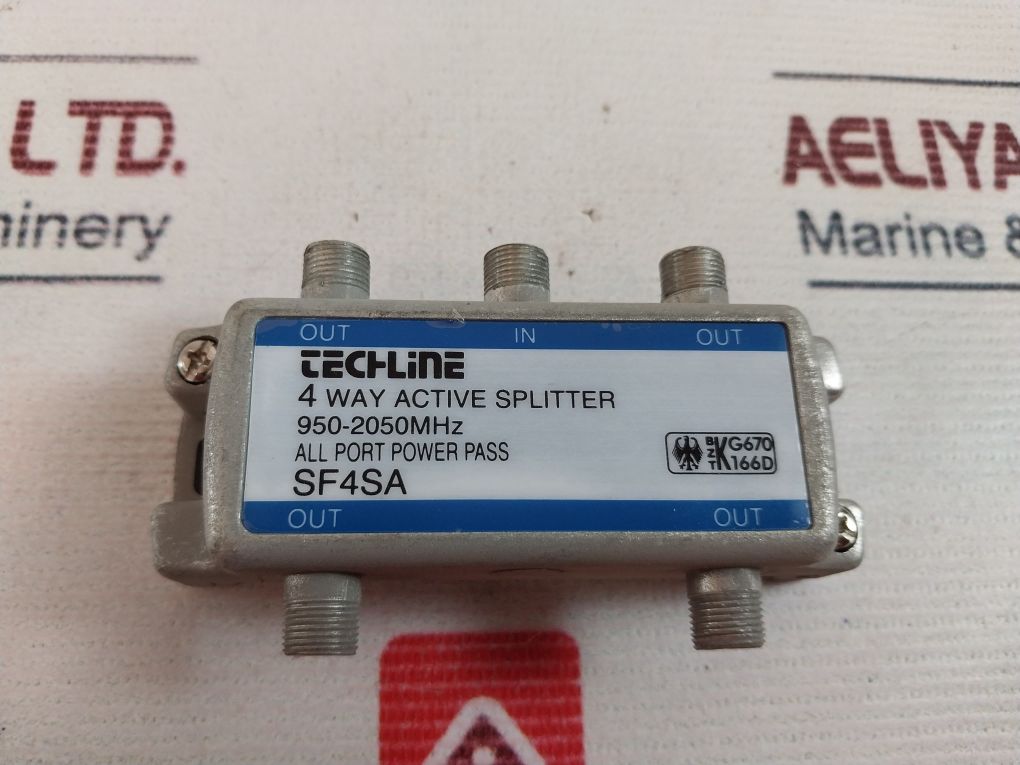 LTD.
AELIYA
Marine &
OUT IN OUT
TECHLINE
4 WAY ACTIVE SPLITTER
950-2050MHz
ALL PORT POWER PASS
SF4SA
BZT K G670
166D
OUT OUT